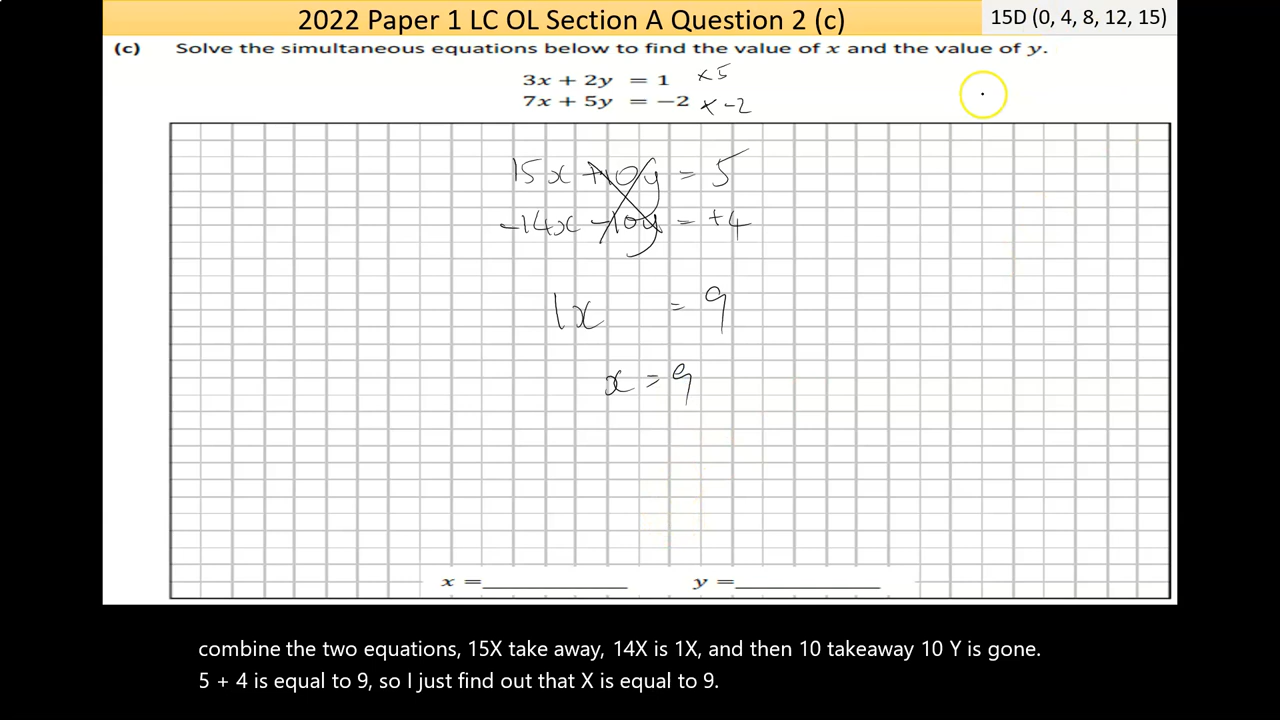 2022 Paper 1 LC OL Section A Question 2 (c)
15D (0, 4, 8, 12, 15)
(c) Solve the simultaneous equations below to find the value of x and the value of y.
3x + 2y = 1 ×5
7x + 5y = −2 × −2
15x +10y = 5
-14x -10y = +4
1x = 9
x = 9
x = ____________ y = ____________
combine the two equations, 15X take away, 14X is 1X, and then 10 takeaway 10 Y is gone.
5 + 4 is equal to 9, so I just find out that X is equal to 9.